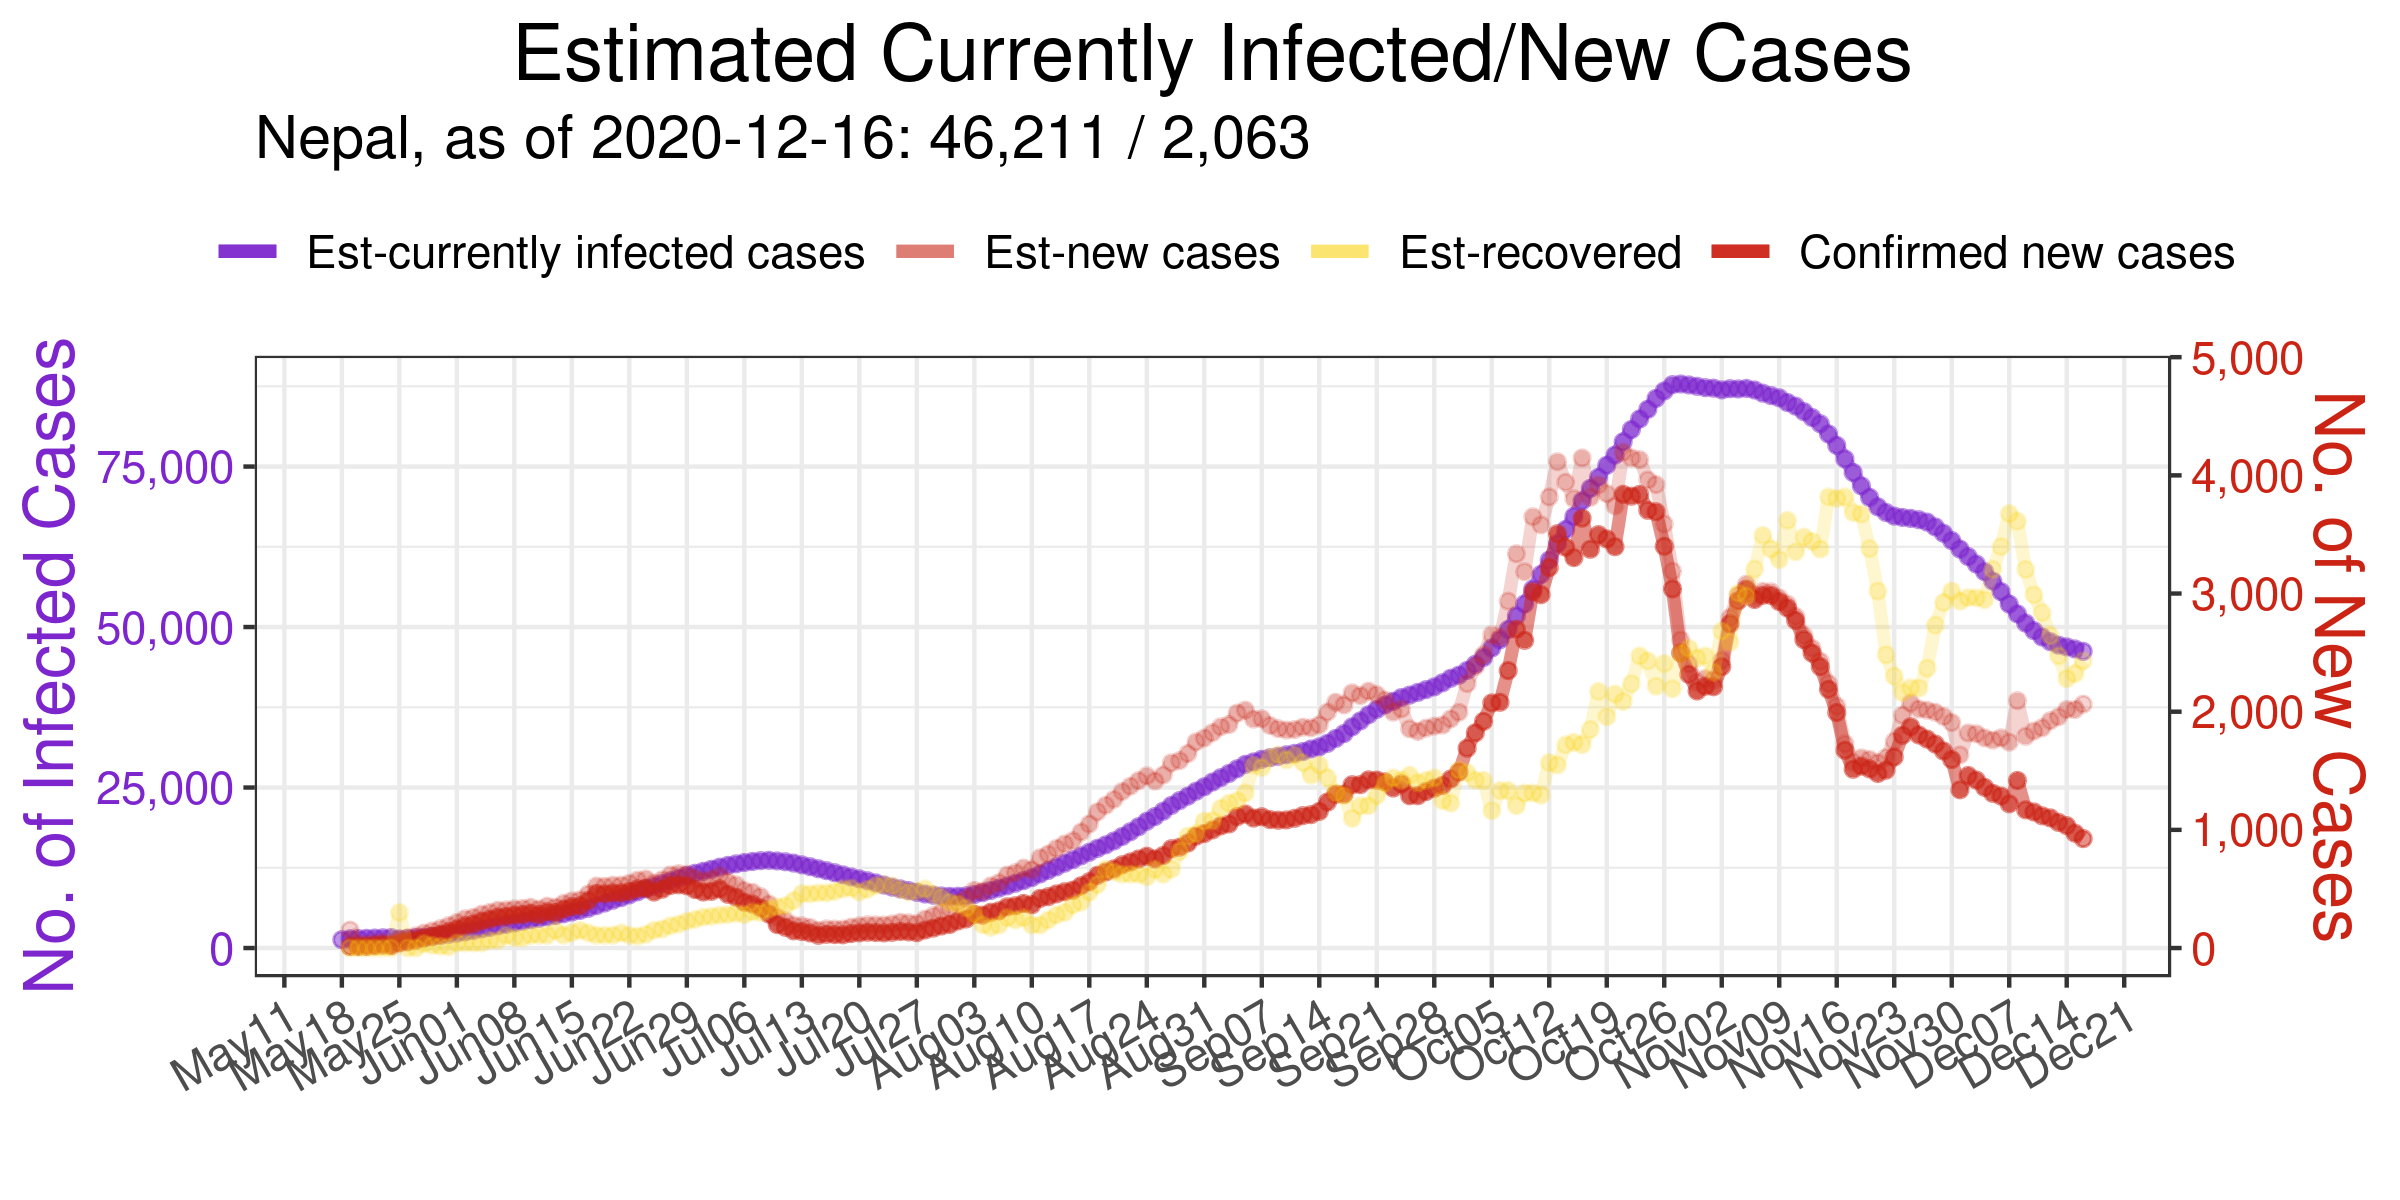 Estimated Currently Infected/New Cases
Nepal, as of 2020-12-16: 46,211 / 2,063
Est-currently infected cases Est-new cases Est-recovered Confirmed new cases
No. of Infected Cases
75,000
50,000
25,000
0
5,000
4,000
3,000
2,000
1,000
0
No. of New Cases
May11 May18 May25 Jun01 Jun08 Jun15 Jun22 Jun29 Jul06 Jul13 Jul20 Jul27 Aug03 Aug10 Aug17 Aug24 Aug31 Sep07 Sep14 Sep21 Sep28 Oct05 Oct12 Oct19 Oct26 Nov02 Nov09 Nov16 Nov23 Nov30 Dec07 Dec14 Dec21